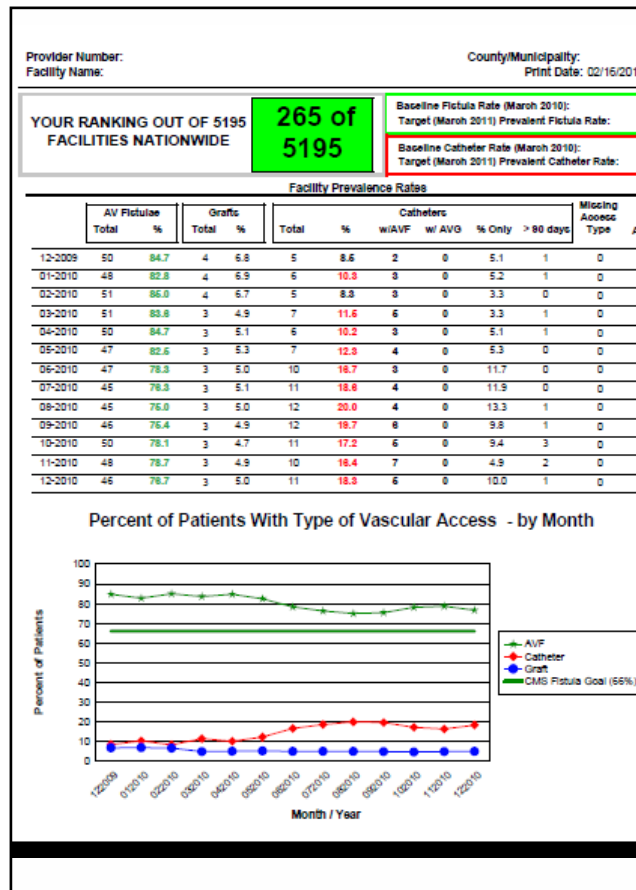 Provider Number: County/Municipality:
Facility Name: Print Date: 02/16/201
YOUR RANKING OUT OF 5195
FACILITIES NATIONWIDE
265 of
5195
Baseline Fistula Rate (March 2010):
Target (March 2011) Prevalent Fistula Rate:
Baseline Catheter Rate (March 2010):
Target (March 2011) Prevalent Catheter Rate:
Facility Prevalence Rates
AV Fistulae Grafts Catheters Missing Access Type
Total % Total % Total % w/AVF w/ AVG % Only > 90 days
12-2009 50 84.7 4 6.8 5 8.5 2 0 5.1 1 0
01-2010 48 82.8 4 6.9 6 10.3 3 0 5.2 1 0
02-2010 51 85.0 4 6.7 5 8.3 3 0 3.3 0 0
03-2010 51 83.6 3 4.9 7 11.5 5 0 3.3 1 0
04-2010 50 84.7 3 5.1 6 10.2 3 0 5.1 1 0
05-2010 47 82.5 3 5.3 7 12.3 4 0 5.3 0 0
06-2010 47 78.3 3 5.0 10 16.7 3 0 11.7 0 0
07-2010 45 76.3 3 5.1 11 18.6 4 0 11.9 0 0
08-2010 45 75.0 3 5.0 12 20.0 4 0 13.3 1 0
09-2010 46 75.4 3 4.9 12 19.7 6 0 9.8 1 0
10-2010 50 78.1 3 4.7 11 17.2 5 0 9.4 3 0
11-2010 48 78.7 3 4.9 10 16.4 7 0 4.9 2 0
12-2010 46 76.7 3 5.0 11 18.3 5 0 10.0 1 0
Percent of Patients With Type of Vascular Access - by Month
Percent of Patients
100
90
80
70
60
50
40
30
20
10
0
AVF
Catheter
Graft
CMS Fistula Goal (66%)
122009 012010 022010 032010 042010 052010 062010 072010 082010 092010 102010 112010 122010
Month / Year